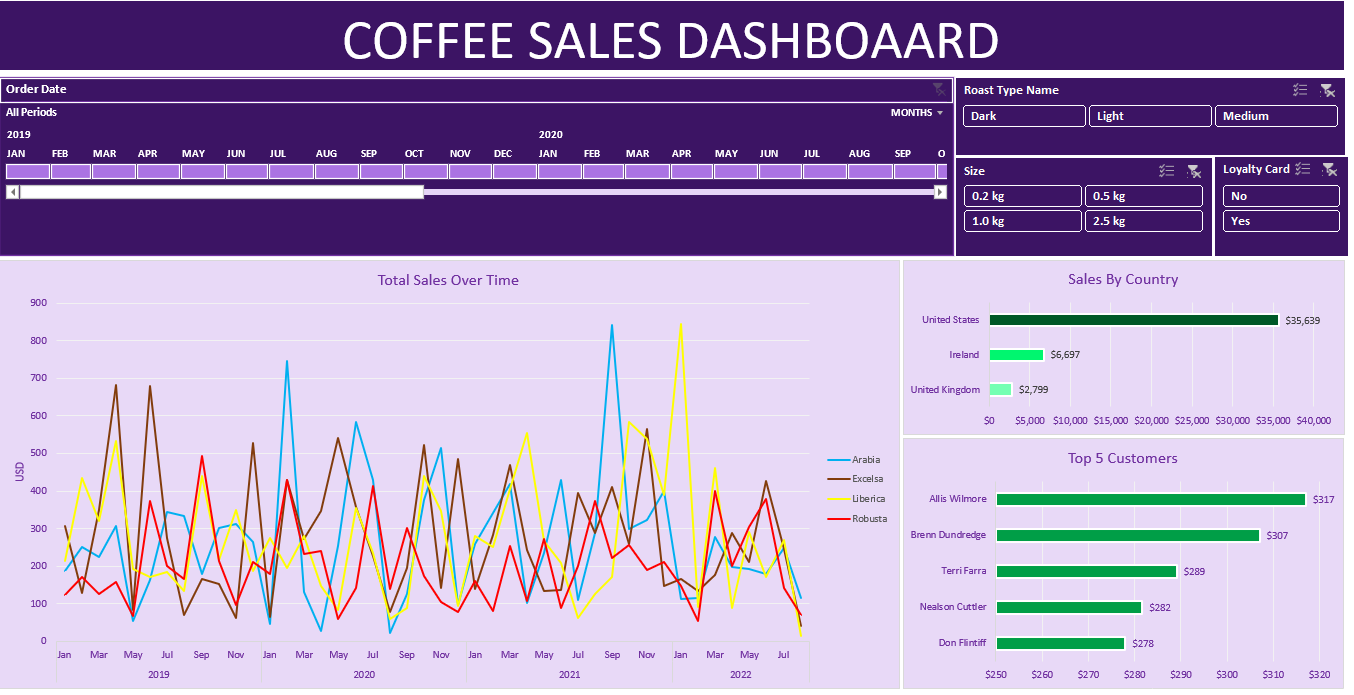 COFFEE SALES DASHBOAARD
Order Date
All Periods
MONTHS
2019 2020
JAN FEB MAR APR MAY JUN JUL AUG SEP OCT NOV DEC JAN FEB MAR APR MAY JUN JUL AUG SEP O
Roast Type Name
Dark Light Medium
Size
0.2 kg 0.5 kg
1.0 kg 2.5 kg
Loyalty Card
No
Yes
Total Sales Over Time
900
800
700
600
500
400
300
200
100
0
USD
Jan Mar May Jul Sep Nov Jan Mar May Jul Sep Nov Jan Mar May Jul Sep Nov Jan Mar May Jul
2019 2020 2021 2022
Arabia
Excelsa
Liberica
Robusta
Sales By Country
United States $35,639
Ireland $6,697
United Kingdom $2,799
$0 $5,000 $10,000 $15,000 $20,000 $25,000 $30,000 $35,000 $40,000
Top 5 Customers
Allis Wilmore $317
Brenn Dundredge $307
Terri Farra $289
Nealson Cuttler $282
Don Flintiff $278
$250 $260 $270 $280 $290 $300 $310 $320